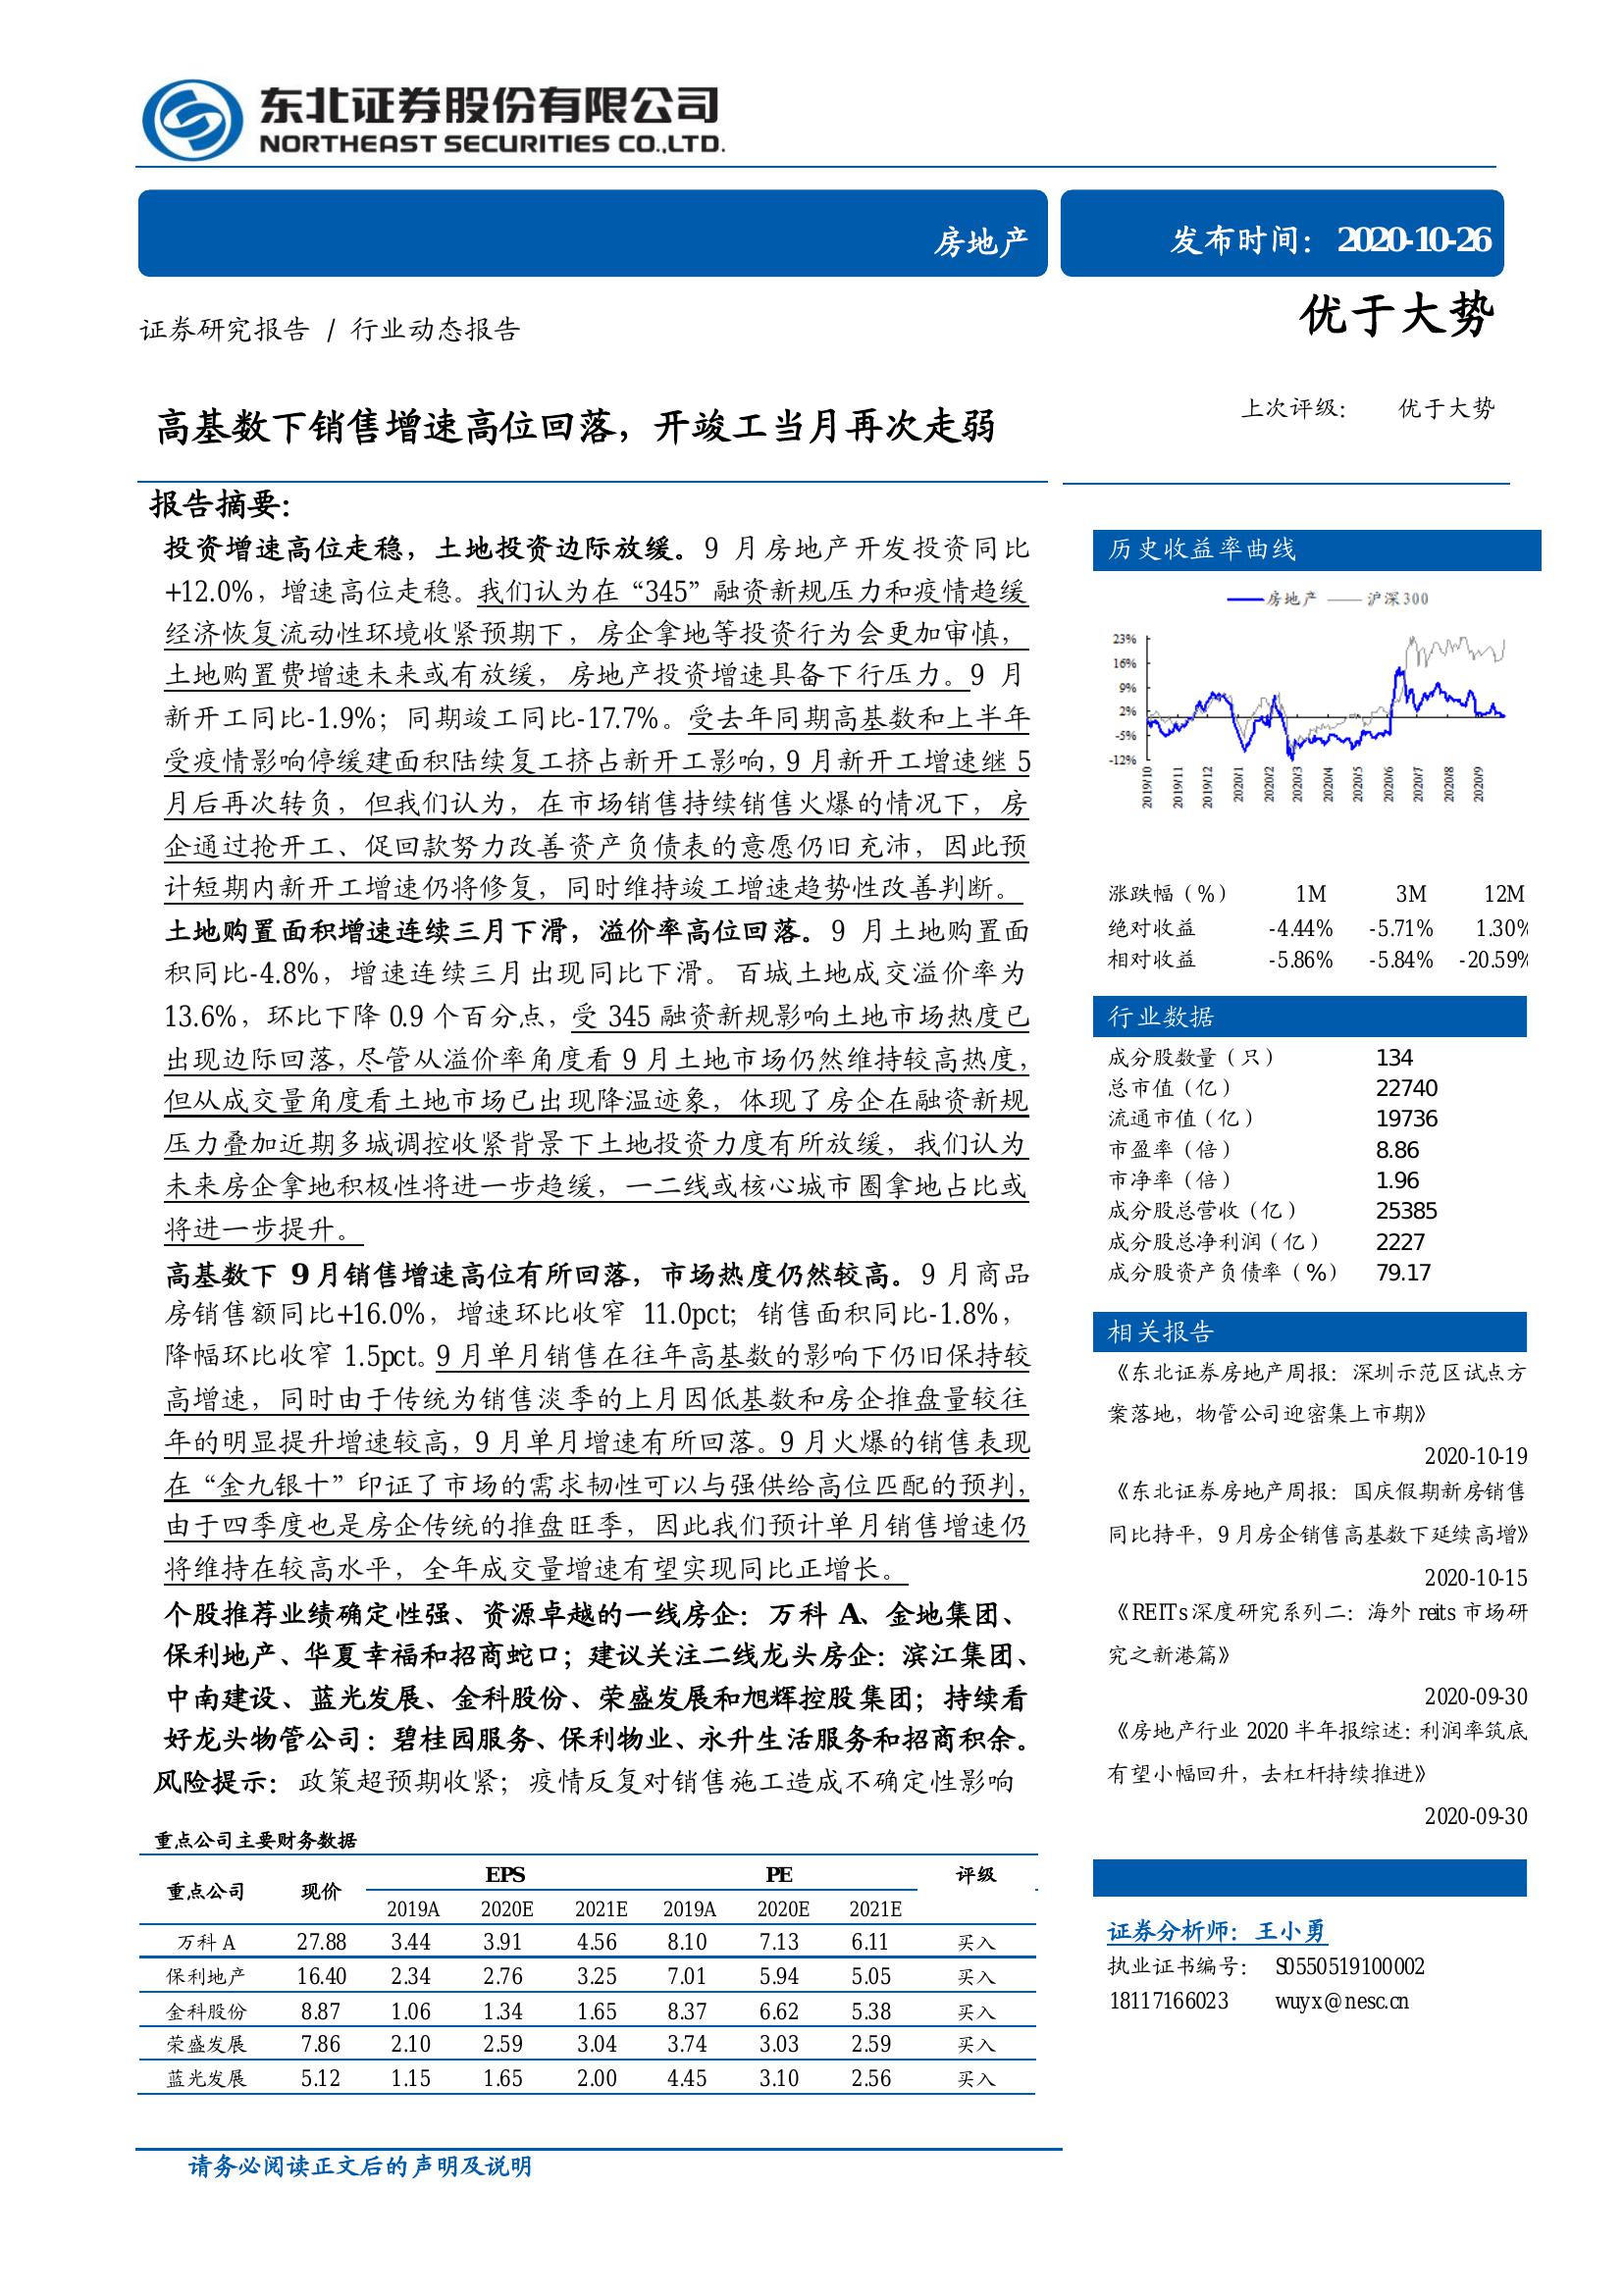 东北证券股份有限公司
NORTHEAST SECURITIES CO.,LTD.
房地产
发布时间：2020-10-26
证券研究报告 / 行业动态报告
优于大势
上次评级： 优于大势
高基数下销售增速高位回落，开竣工当月再次走弱
报告摘要：
投资增速高位走稳，土地投资边际放缓。9 月房地产开发投资同比
+12.0%，增速高位走稳。我们认为在“345”融资新规压力和疫情趋缓
经济恢复流动性环境收紧预期下，房企拿地等投资行为会更加审慎，
土地购置费增速未来或有放缓，房地产投资增速具备下行压力。9 月
新开工同比-1.9%；同期竣工同比-17.7%。受去年同期高基数和上半年
受疫情影响停缓建面积陆续复工挤占新开工影响，9 月新开工增速继 5
月后再次转负，但我们认为，在市场销售持续销售火爆的情况下，房
企通过抢开工、促回款努力改善资产负债表的意愿仍旧充沛，因此预
计短期内新开工增速仍将修复，同时维持竣工增速趋势性改善判断。
土地购置面积增速连续三月下滑，溢价率高位回落。9 月土地购置面
积同比-4.8%，增速连续三月出现同比下滑。百城土地成交溢价率为
13.6%，环比下降 0.9 个百分点，受 345 融资新规影响土地市场热度已
出现边际回落，尽管从溢价率角度看 9 月土地市场仍然维持较高热度，
但从成交量角度看土地市场已出现降温迹象，体现了房企在融资新规
压力叠加近期多城调控收紧背景下土地投资力度有所放缓，我们认为
未来房企拿地积极性将进一步趋缓，一二线或核心城市圈拿地占比或
将进一步提升。
高基数下 9 月销售增速高位有所回落，市场热度仍然较高。9 月商品
房销售额同比+16.0%，增速环比收窄 11.0pct；销售面积同比-1.8%，
降幅环比收窄 1.5pct。9 月单月销售在往年高基数的影响下仍旧保持较
高增速，同时由于传统为销售淡季的上月因低基数和房企推盘量较往
年的明显提升增速较高，9 月单月增速有所回落。9 月火爆的销售表现
在“金九银十”印证了市场的需求韧性可以与强供给高位匹配的预判，
由于四季度也是房企传统的推盘旺季，因此我们预计单月销售增速仍
将维持在较高水平，全年成交量增速有望实现同比正增长。
个股推荐业绩确定性强、资源卓越的一线房企：万科 A、金地集团、
保利地产、华夏幸福和招商蛇口；建议关注二线龙头房企：滨江集团、
中南建设、蓝光发展、金科股份、荣盛发展和旭辉控股集团；持续看
好龙头物管公司：碧桂园服务、保利物业、永升生活服务和招商积余。
风险提示：政策超预期收紧；疫情反复对销售施工造成不确定性影响
重点公司主要财务数据
重点公司 现价 EPS PE 评级
2019A 2020E 2021E 2019A 2020E 2021E
万科 A 27.88 3.44 3.91 4.56 8.10 7.13 6.11 买入
保利地产 16.40 2.34 2.76 3.25 7.01 5.94 5.05 买入
金科股份 8.87 1.06 1.34 1.65 8.37 6.62 5.38 买入
荣盛发展 7.86 2.10 2.59 3.04 3.74 3.03 2.59 买入
蓝光发展 5.12 1.15 1.65 2.00 4.45 3.10 2.56 买入
历史收益率曲线
房地产 沪深300
23%
16%
9%
2%
-5%
-12%
2019/10 2019/11 2019/12 2020/1 2020/2 2020/3 2020/4 2020/5 2020/6 2020/7 2020/8 2020/9
涨跌幅（%） 1M 3M 12M
绝对收益 -4.44% -5.71% 1.30%
相对收益 -5.86% -5.84% -20.59%
行业数据
成分股数量（只） 134
总市值（亿） 22740
流通市值（亿） 19736
市盈率（倍） 8.86
市净率（倍） 1.96
成分股总营收（亿） 25385
成分股总净利润（亿） 2227
成分股资产负债率（%） 79.17
相关报告
《东北证券房地产周报：深圳示范区试点方
案落地，物管公司迎密集上市期》
2020-10-19
《东北证券房地产周报：国庆假期新房销售
同比持平，9 月房企销售高基数下延续高增》
2020-10-15
《REITs 深度研究系列二：海外 reits 市场研
究之新港篇》
2020-09-30
《房地产行业 2020 半年报综述：利润率筑底
有望小幅回升，去杠杆持续推进》
2020-09-30
证券分析师：王小勇
执业证书编号： S0550519100002
18117166023 wuyx@nesc.cn
请务必阅读正文后的声明及说明